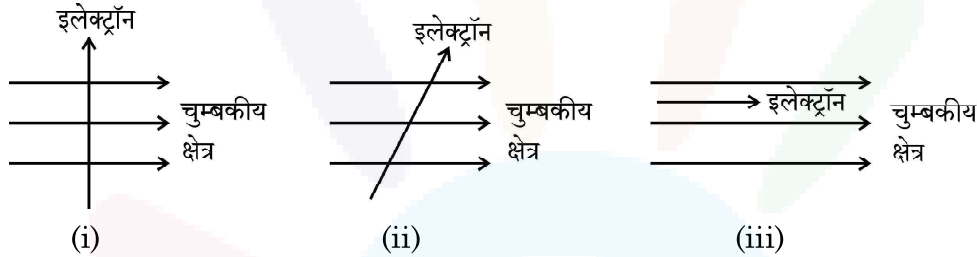 इलेक्ट्रॉन
चुम्बकीय
क्षेत्र
(i)
इलेक्ट्रॉन
चुम्बकीय
क्षेत्र
(ii)
इलेक्ट्रॉन
चुम्बकीय
क्षेत्र
(iii)